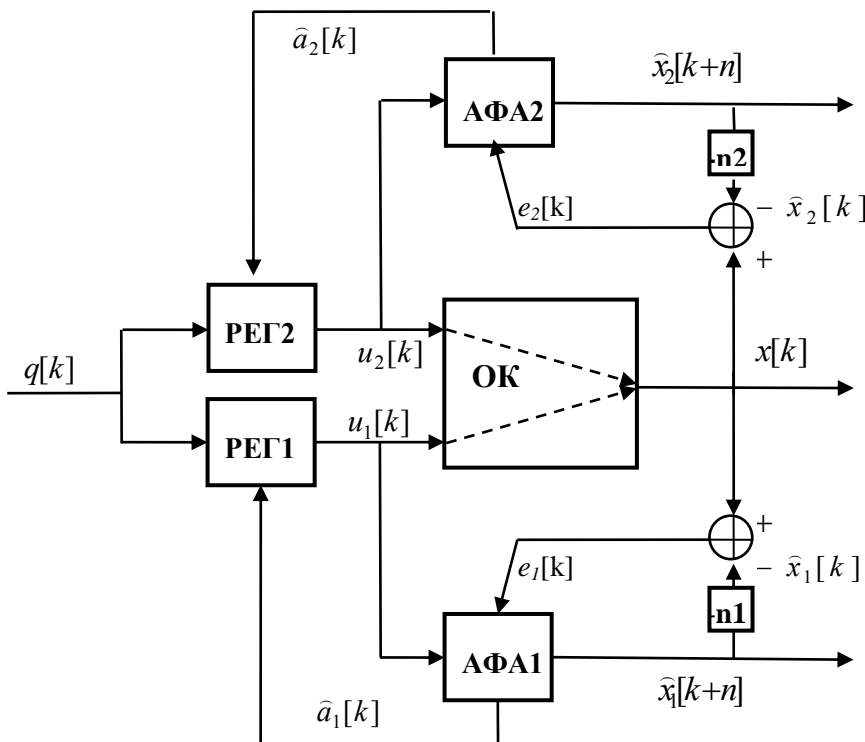 â₂[k]
x̂₂[k+n]
АФА2
-n2
e₂[k]
− x̂₂[k]
+
РЕГ2
u₂[k]
ОК
x[k]
q[k]
РЕГ1
u₁[k]
+
e₁[k]
− x̂₁[k]
-n1
АФА1
x̂₁[k+n]
â₁[k]